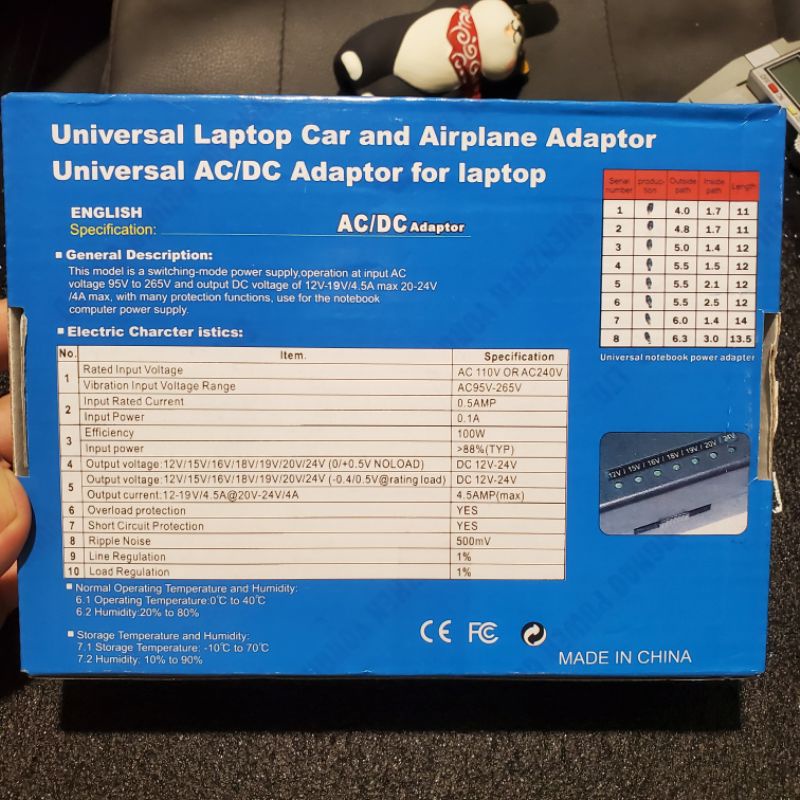 Universal Laptop Car and Airplane Adaptor
Universal AC/DC Adaptor for laptop
ENGLISH
Specification:
AC/DC Adaptor
General Description:
This model is a switching-mode power supply,operation at input AC
voltage 95V to 265V and output DC voltage of 12V-19V/4.5A max 20-24V
/4A max, with many protection functions, use for the notebook
computer power supply.
Electric Charcter istics:
No. Item. Specification
1 Rated Input Voltage AC 110V OR AC240V
Vibration Input Voltage Range AC95V-265V
2 Input Rated Current 0.5AMP
Input Power 0.1A
3 Efficiency 100W
Input power >88%(TYP)
4 Output voltage:12V/15V/16V/18V/19V/20V/24V (0/+0.5V NOLOAD) DC 12V-24V
5 Output voltage:12V/15V/16V/18V/19V/20V/24V (-0.4/0.5V@rating load) DC 12V-24V
Output current:12-19V/4.5A@20V-24V/4A 4.5AMP(max)
6 Overload protection YES
7 Short Circuit Protection YES
8 Ripple Noise 500mV
9 Line Regulation 1%
10 Load Regulation 1%
Normal Operating Temperature and Humidity:
6.1 Operating Temperature:0℃ to 40℃
6.2 Humidity:20% to 80%
Storage Temperature and Humidity:
7.1 Storage Temperature: -10℃ to 70℃
7.2 Humidity. 10% to 90%
Serial number produc-tion Outside path Inside path Length
1 4.0 1.7 11
2 4.8 1.7 11
3 5.0 1.4 12
4 5.5 1.5 12
5 5.5 2.1 12
6 5.5 2.5 12
7 6.0 1.4 14
8 6.3 3.0 13.5
Universal notebook power adapter
12V / 15V / 16V / 18V / 19V / 20V / 24V
CE FC
MADE IN CHINA